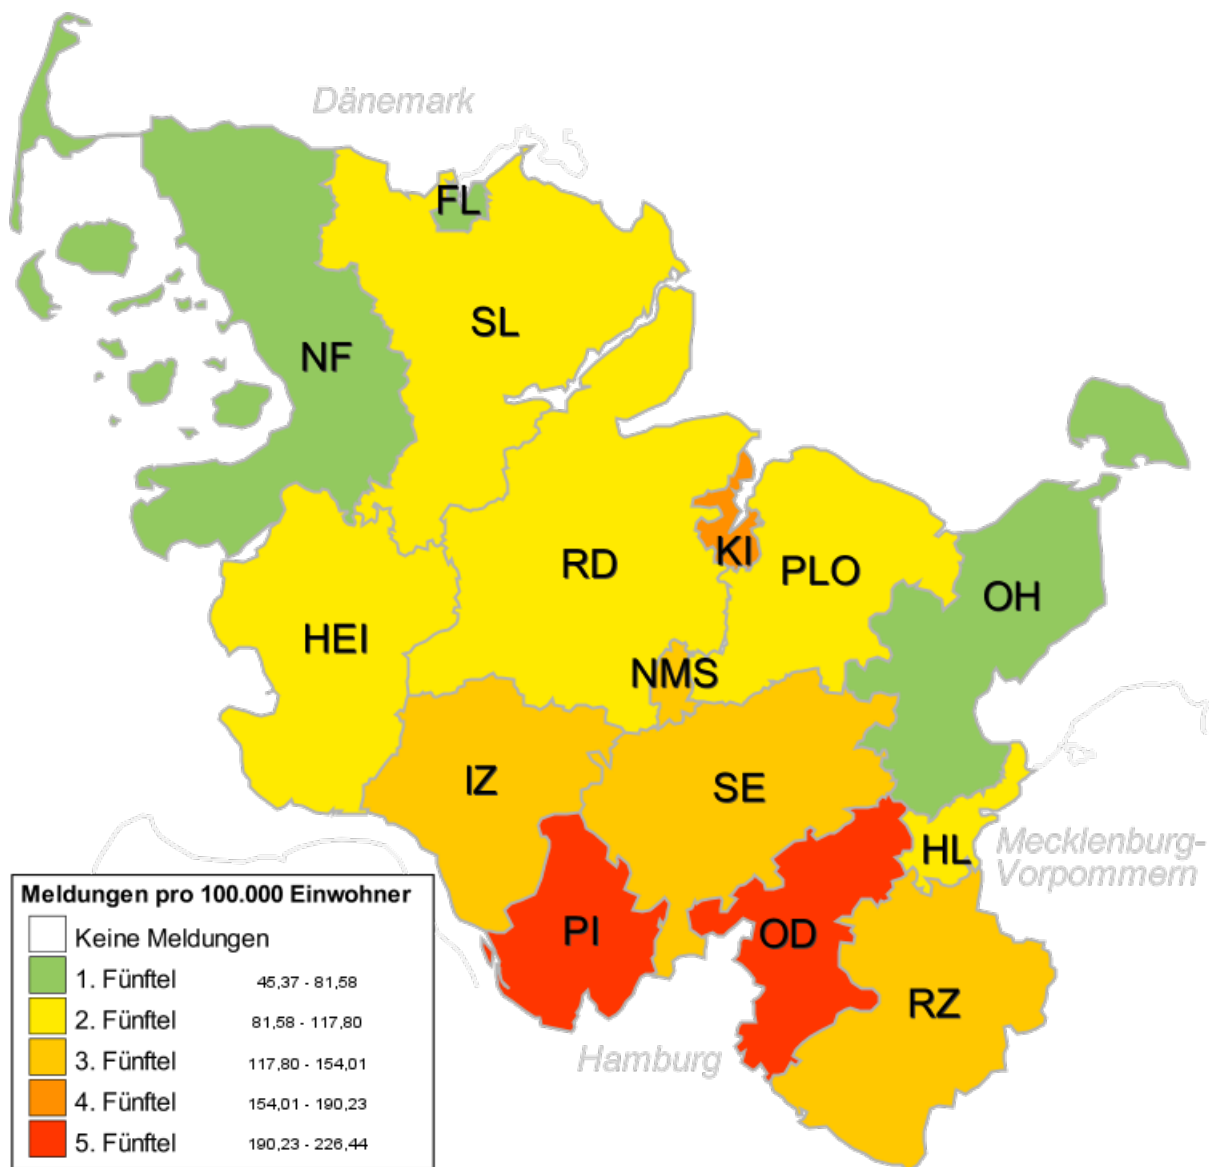 Dänemark
FL
SL
NF
KI
RD
PLO
OH
HEI
NMS
IZ
SE
HL
Mecklenburg-
Vorpommern
PI
OD
RZ
Hamburg
Meldungen pro 100.000 Einwohner
Keine Meldungen
1. Fünftel 45,37 - 81,58
2. Fünftel 81,58 - 117,80
3. Fünftel 117,80 - 154,01
4. Fünftel 154,01 - 190,23
5. Fünftel 190,23 - 226,44